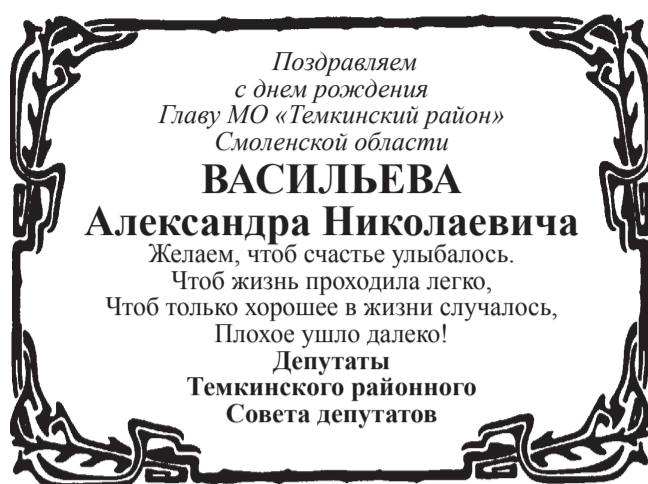 Поздравляем
с днем рождения
Главу МО «Темкинский район»
Смоленской области
ВАСИЛЬЕВА
Александра Николаевича
Желаем, чтоб счастье улыбалось.
Чтоб жизнь проходила легко,
Чтоб только хорошее в жизни случалось,
Плохое ушло далеко!
Депутаты
Темкинского районного
Совета депутатов